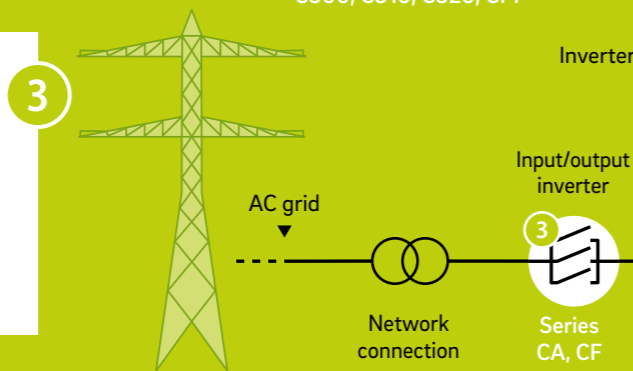 Inverter
3
Input/output
inverter
AC grid
3
Network
connection
Series
CA, CF